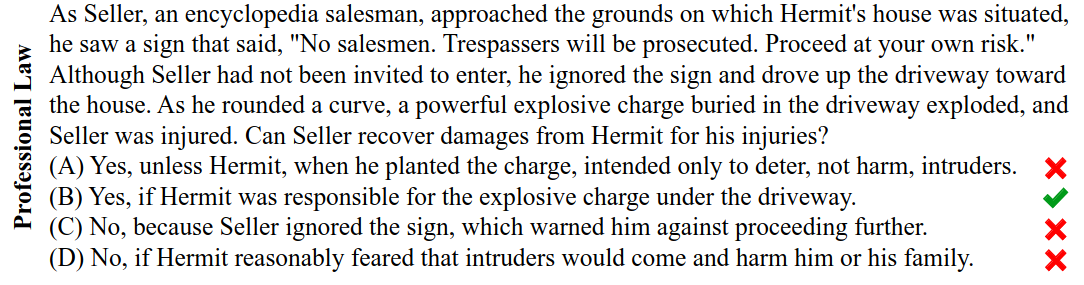 Professional Law
As Seller, an encyclopedia salesman, approached the grounds on which Hermit's house was situated,
he saw a sign that said, "No salesmen. Trespassers will be prosecuted. Proceed at your own risk."
Although Seller had not been invited to enter, he ignored the sign and drove up the driveway toward
the house. As he rounded a curve, a powerful explosive charge buried in the driveway exploded, and
Seller was injured. Can Seller recover damages from Hermit for his injuries?
(A) Yes, unless Hermit, when he planted the charge, intended only to deter, not harm, intruders.
(B) Yes, if Hermit was responsible for the explosive charge under the driveway.
(C) No, because Seller ignored the sign, which warned him against proceeding further.
(D) No, if Hermit reasonably feared that intruders would come and harm him or his family.